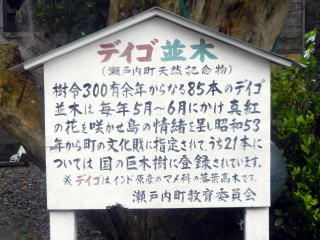 デイゴ並木
(瀬戸内町天然記念物)
樹令300有余年からなる85本のデイゴ
並木は毎年5月〜6月にかけ真紅
の花を咲かせ島の情緒を呈し昭和53
年から町の文化財に指定されて、うち21本に
ついては国の巨木樹に登録されています。
※デイゴはインド原産のマメ科の落葉高木です。
瀬戸内町教育委員会